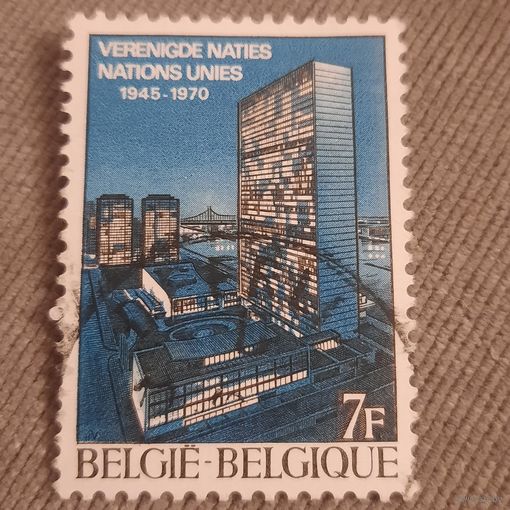 VERENIGDE NATIES
NATIONS UNIES
1945-1970
7F
BELGIË-BELGIQUE